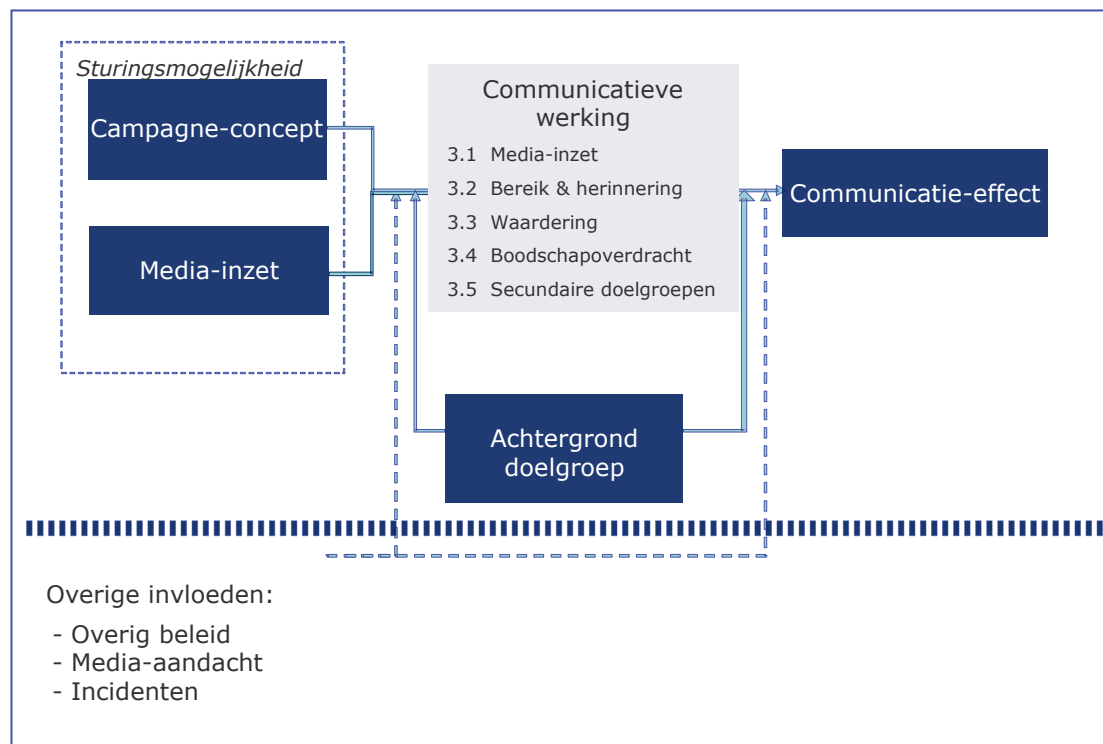 Sturingsmogelijkheid
Campagne-concept
Media-inzet
Communicatieve
werking
3.1 Media-inzet
3.2 Bereik & herinnering
3.3 Waardering
3.4 Boodschapoverdracht
3.5 Secundaire doelgroepen
Communicatie-effect
Achtergrond
doelgroep
Overige invloeden:
- Overig beleid
- Media-aandacht
- Incidenten